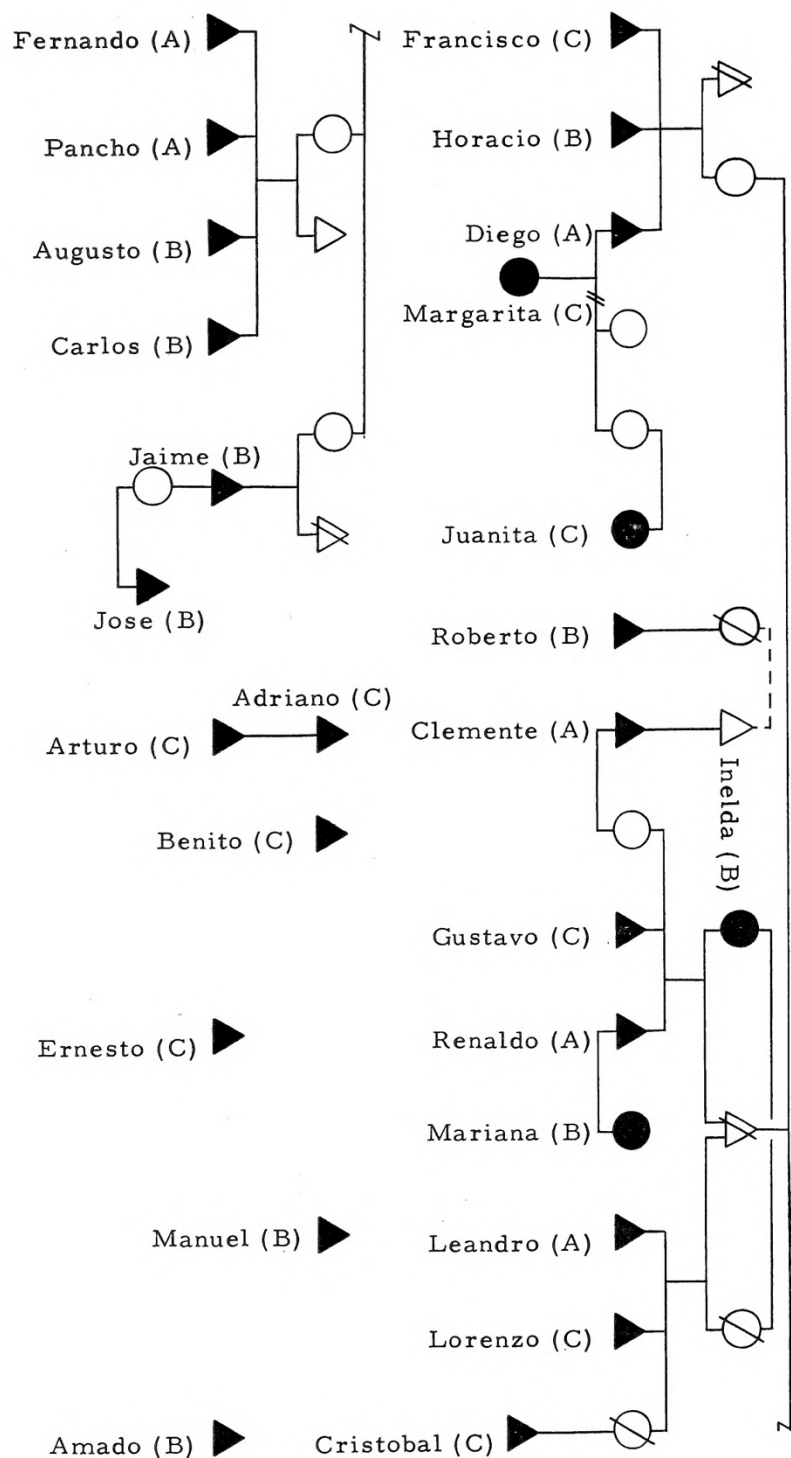 Fernando (A)
Pancho (A)
Augusto (B)
Carlos (B)
Jaime (B)
Jose (B)
Adriano (C)
Arturo (C)
Benito (C)
Ernesto (C)
Manuel (B)
Amado (B)
Francisco (C)
Horacio (B)
Diego (A)
Margarita (C)
Juanita (C)
Roberto (B)
Clemente (A)
Inelda (B)
Gustavo (C)
Renaldo (A)
Mariana (B)
Leandro (A)
Lorenzo (C)
Cristobal (C)